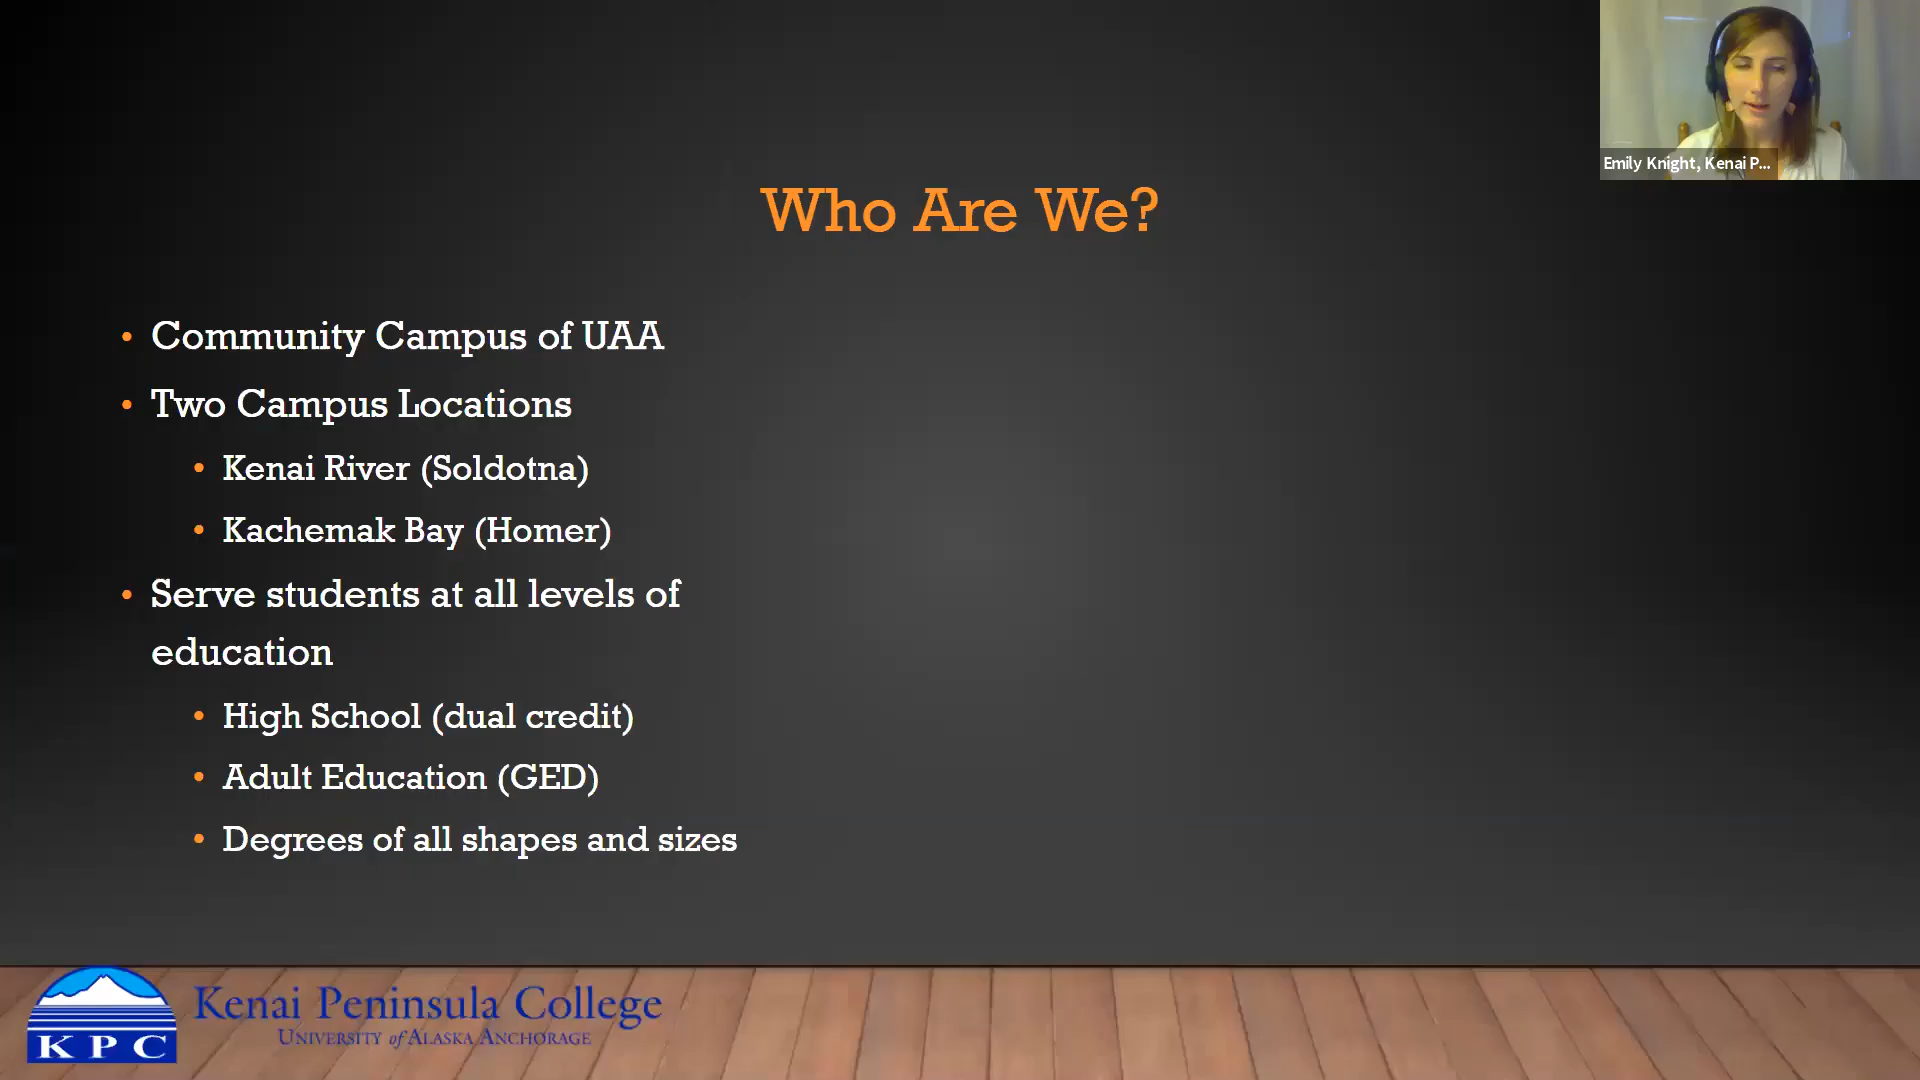 Emily Knight, Kenai P...
Who Are We?
• Community Campus of UAA
• Two Campus Locations
• Kenai River (Soldotna)
• Kachemak Bay (Homer)
• Serve students at all levels of
education
• High School (dual credit)
• Adult Education (GED)
• Degrees of all shapes and sizes
KPC
Kenai Peninsula College
UNIVERSITY of ALASKA ANCHORAGE